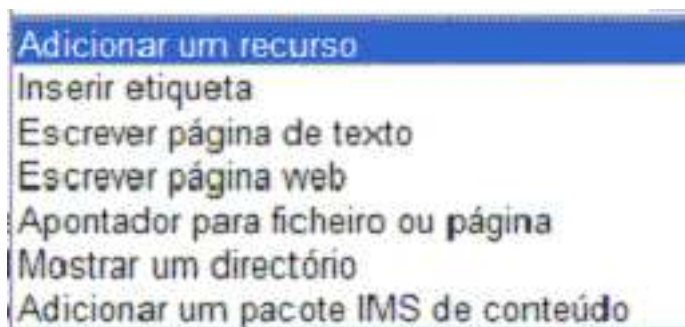 Adicionar um recurso
Inserir etiqueta
Escrever página de texto
Escrever página web
Apontador para ficheiro ou página
Mostrar um directório
Adicionar um pacote IMS de conteúdo